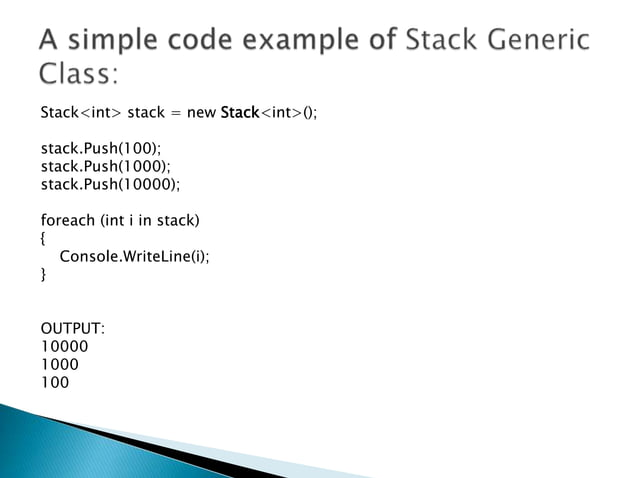 A simple code example of Stack Generic
Class:
Stack<int> stack = new Stack<int>();
stack.Push(100);
stack.Push(1000);
stack.Push(10000);
foreach (int i in stack)
{
Console.WriteLine(i);
}
OUTPUT:
10000
1000
100